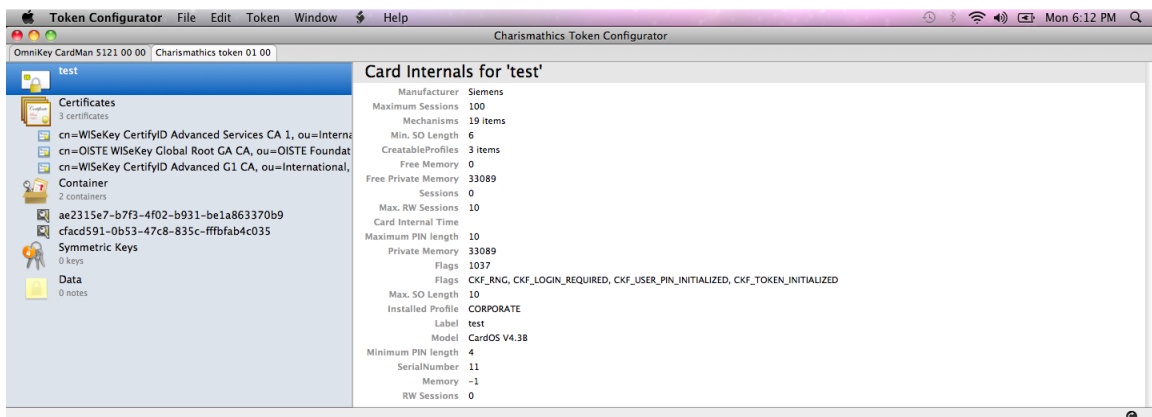 Token Configurator File Edit Token Window Help Mon 6:12 PM
Charismathics Token Configurator
OmniKey CardMan 5121 00 00 Charismathics token 01 00
test
Certificates
3 certificates
cn=WISeKey CertifyID Advanced Services CA 1, ou=Interna
cn=OISTE WISeKey Global Root GA CA, ou=OISTE Foundat
cn=WISeKey CertifyID Advanced G1 CA, ou=International,
Container
2 containers
ae2315e7-b7f3-4f02-b931-be1a863370b9
cfacd591-0b53-47c8-835c-fffbfab4c035
Symmetric Keys
0 keys
Data
0 notes
Card Internals for 'test'
Manufacturer Siemens
Maximum Sessions 100
Mechanisms 19 items
Min. SO Length 6
CreatableProfiles 3 items
Free Memory 0
Free Private Memory 33089
Sessions 0
Max. RW Sessions 10
Card Internal Time
Maximum PIN length 10
Private Memory 33089
Flags 1037
Flags CKF_RNG, CKF_LOGIN_REQUIRED, CKF_USER_PIN_INITIALIZED, CKF_TOKEN_INITIALIZED
Max. SO Length 10
Installed Profile CORPORATE
Label test
Model CardOS V4.3B
Minimum PIN length 4
SerialNumber 11
Memory -1
RW Sessions 0